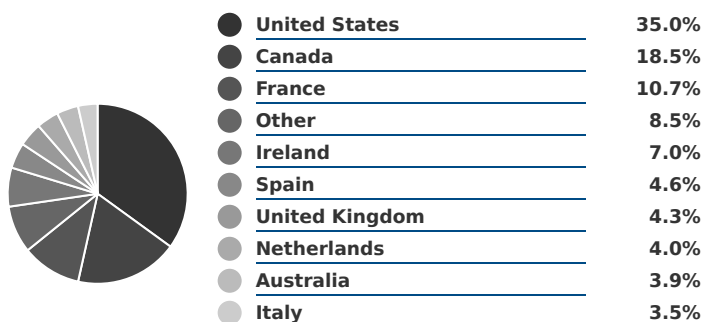 United States 35.0%
Canada 18.5%
France 10.7%
Other 8.5%
Ireland 7.0%
Spain 4.6%
United Kingdom 4.3%
Netherlands 4.0%
Australia 3.9%
Italy 3.5%